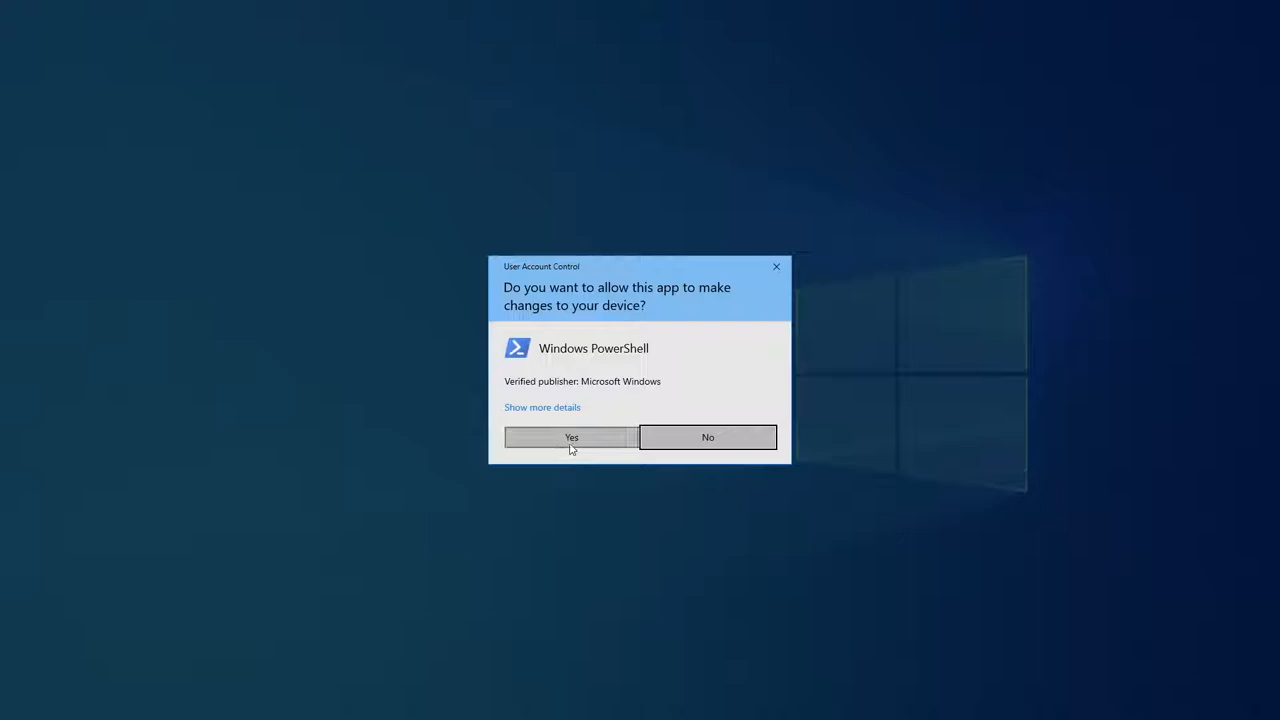 User Account Control
Do you want to allow this app to make
changes to your device?
Windows PowerShell
Verified publisher: Microsoft Windows
Show more details
Yes
No